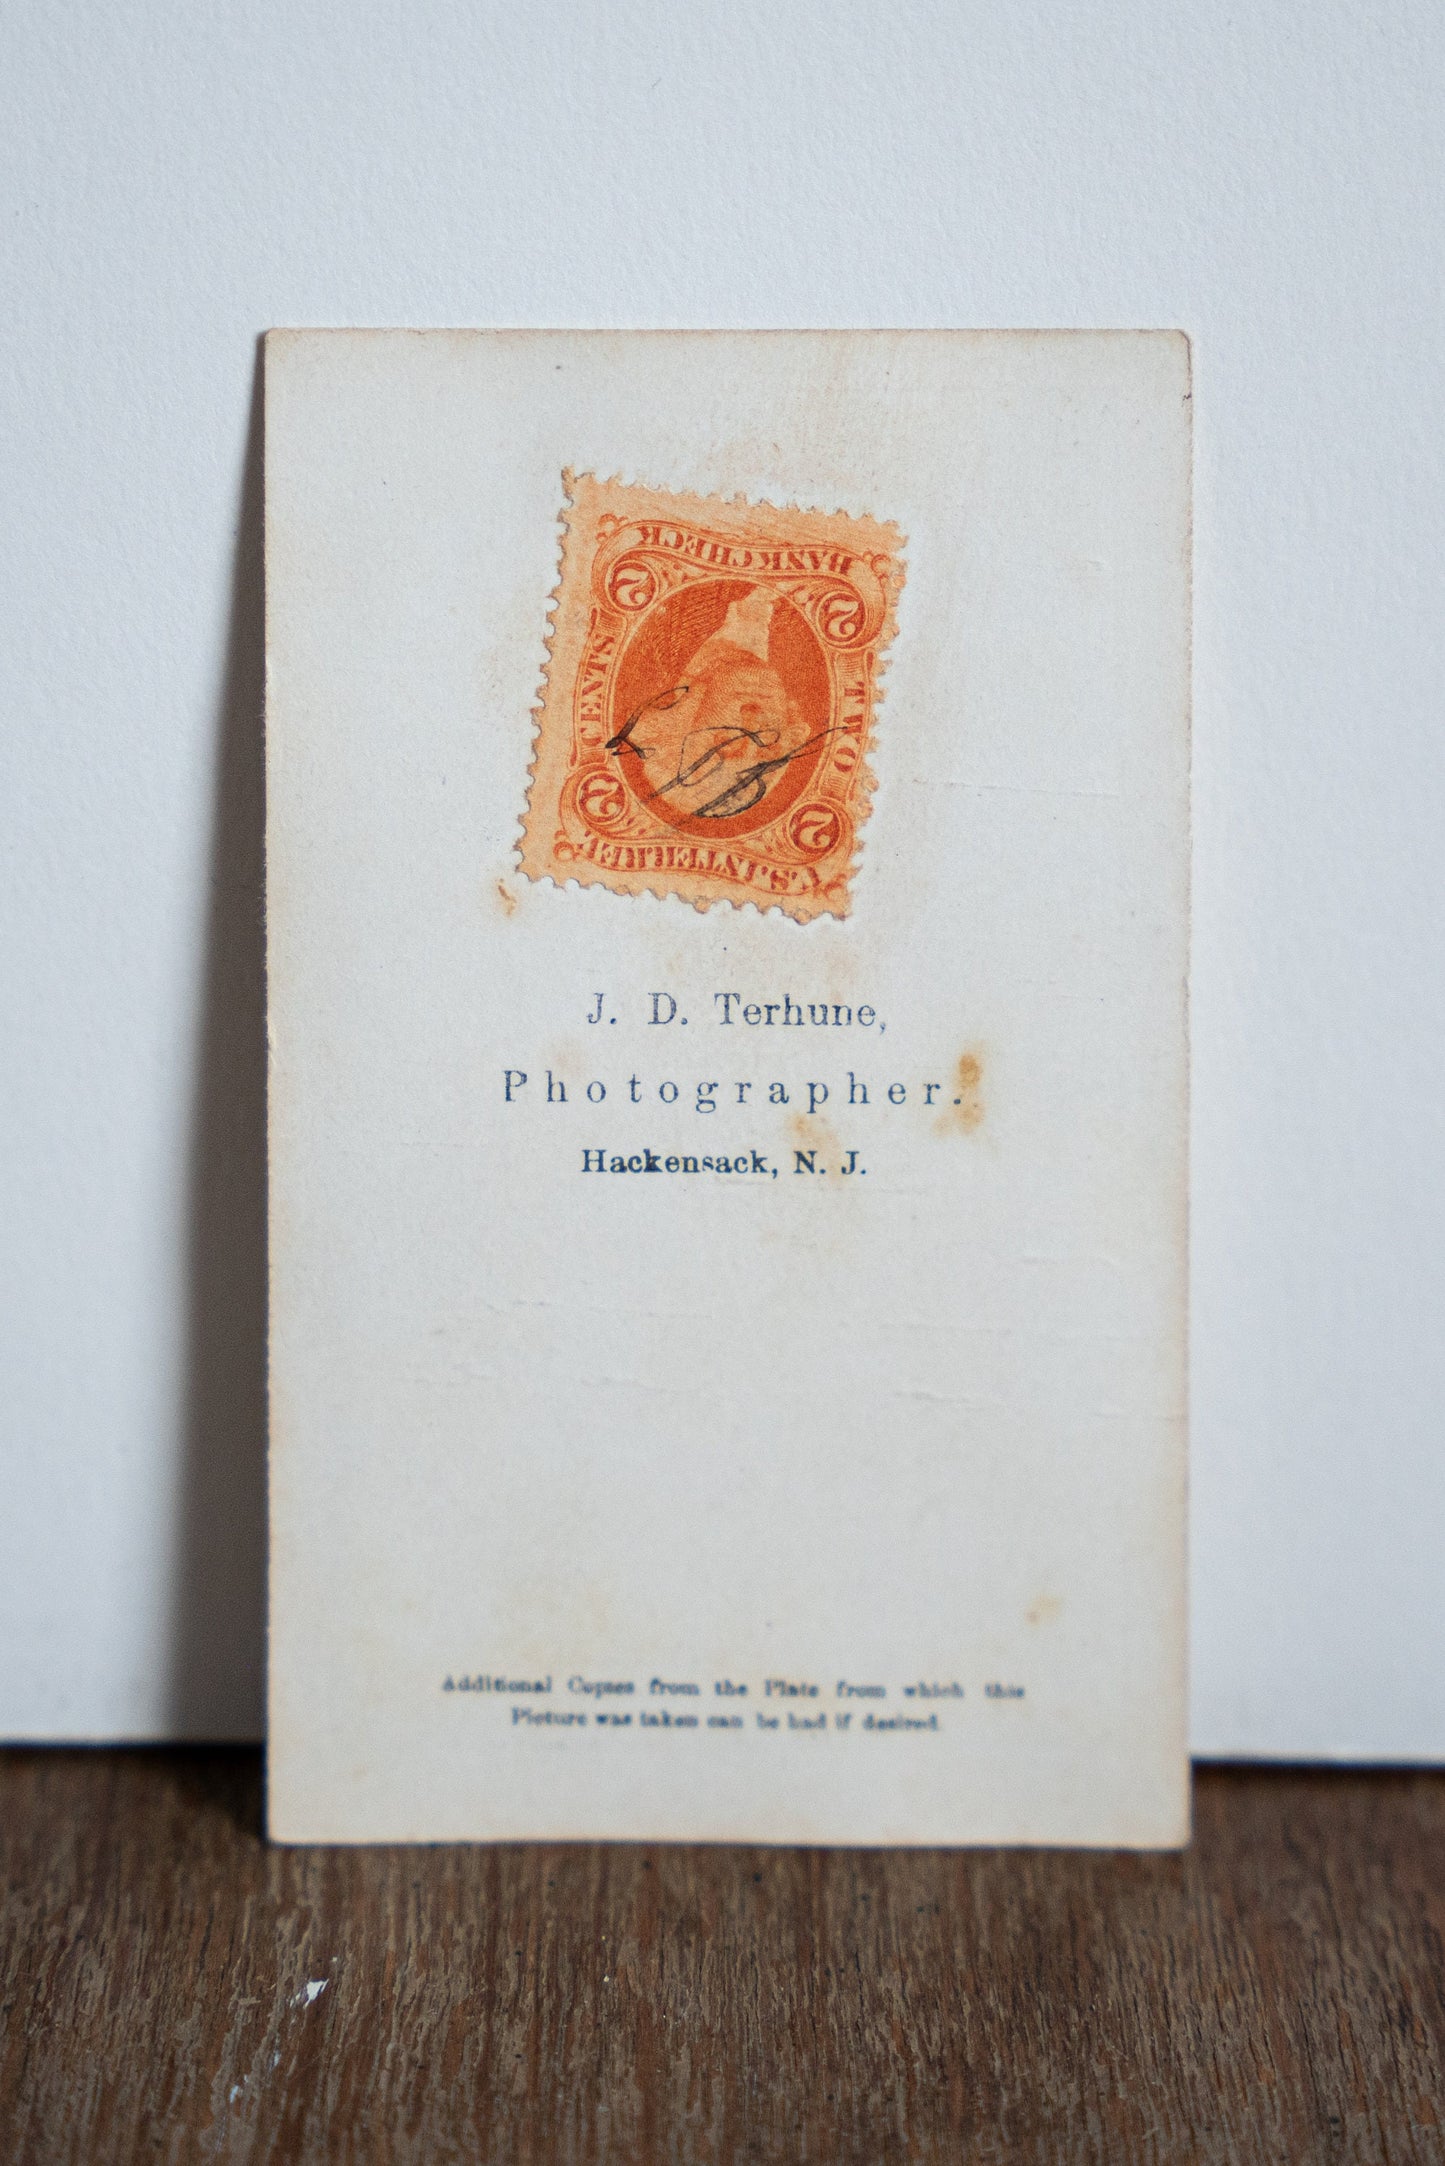 BANK CHECK
2 2
CENTS
TWO
2 2
U.S. INTER. REV.
J. D. Terhune,
Photographer.
Hackensack, N. J.
Additional Copies from the Plate from which this
Picture was taken can be had if desired.